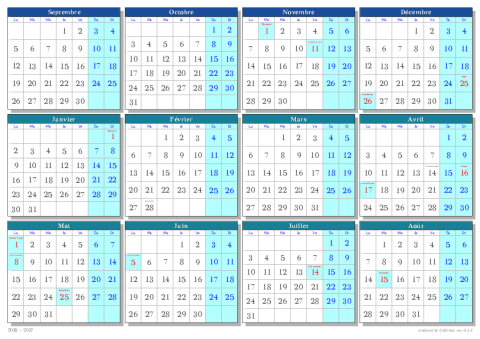 Septembre
Lu Ma Me Je Ve Sa Di
1 2 3 4
5 6 7 8 9 10 11
12 13 14 15 16 17 18
19 20 21 22 23 24 25
26 27 28 29 30
Octobre
Lu Ma Me Je Ve Sa Di
1 2
3 4 5 6 7 8 9
10 11 12 13 14 15 16
17 18 19 20 21 22 23
24 25 26 27 28 29 30
31
Novembre
Lu Ma Me Je Ve Sa Di
1 2 3 4 5 6
7 8 9 10 11 12 13
14 15 16 17 18 19 20
21 22 23 24 25 26 27
28 29 30
Décembre
Lu Ma Me Je Ve Sa Di
1 2 3 4
5 6 7 8 9 10 11
12 13 14 15 16 17 18
19 20 21 22 23 24 25
26 27 28 29 30 31
Janvier
Lu Ma Me Je Ve Sa Di
1
2 3 4 5 6 7 8
9 10 11 12 13 14 15
16 17 18 19 20 21 22
23 24 25 26 27 28 29
30 31
Février
Lu Ma Me Je Ve Sa Di
1 2 3 4 5
6 7 8 9 10 11 12
13 14 15 16 17 18 19
20 21 22 23 24 25 26
27 28
Mars
Lu Ma Me Je Ve Sa Di
1 2 3 4 5
6 7 8 9 10 11 12
13 14 15 16 17 18 19
20 21 22 23 24 25 26
27 28 29 30 31
Avril
Lu Ma Me Je Ve Sa Di
1 2
3 4 5 6 7 8 9
10 11 12 13 14 15 16
17 18 19 20 21 22 23
24 25 26 27 28 29 30
Mai
Lu Ma Me Je Ve Sa Di
1 2 3 4 5 6 7
8 9 10 11 12 13 14
15 16 17 18 19 20 21
22 23 24 25 26 27 28
29 30 31
Juin
Lu Ma Me Je Ve Sa Di
1 2 3 4
5 6 7 8 9 10 11
12 13 14 15 16 17 18
19 20 21 22 23 24 25
26 27 28 29 30
Juillet
Lu Ma Me Je Ve Sa Di
1 2
3 4 5 6 7 8 9
10 11 12 13 14 15 16
17 18 19 20 21 22 23
24 25 26 27 28 29 30
31
Août
Lu Ma Me Je Ve Sa Di
1 2 3 4 5 6
7 8 9 10 11 12 13
14 15 16 17 18 19 20
21 22 23 24 25 26 27
28 29 30 31
2016 - 2017